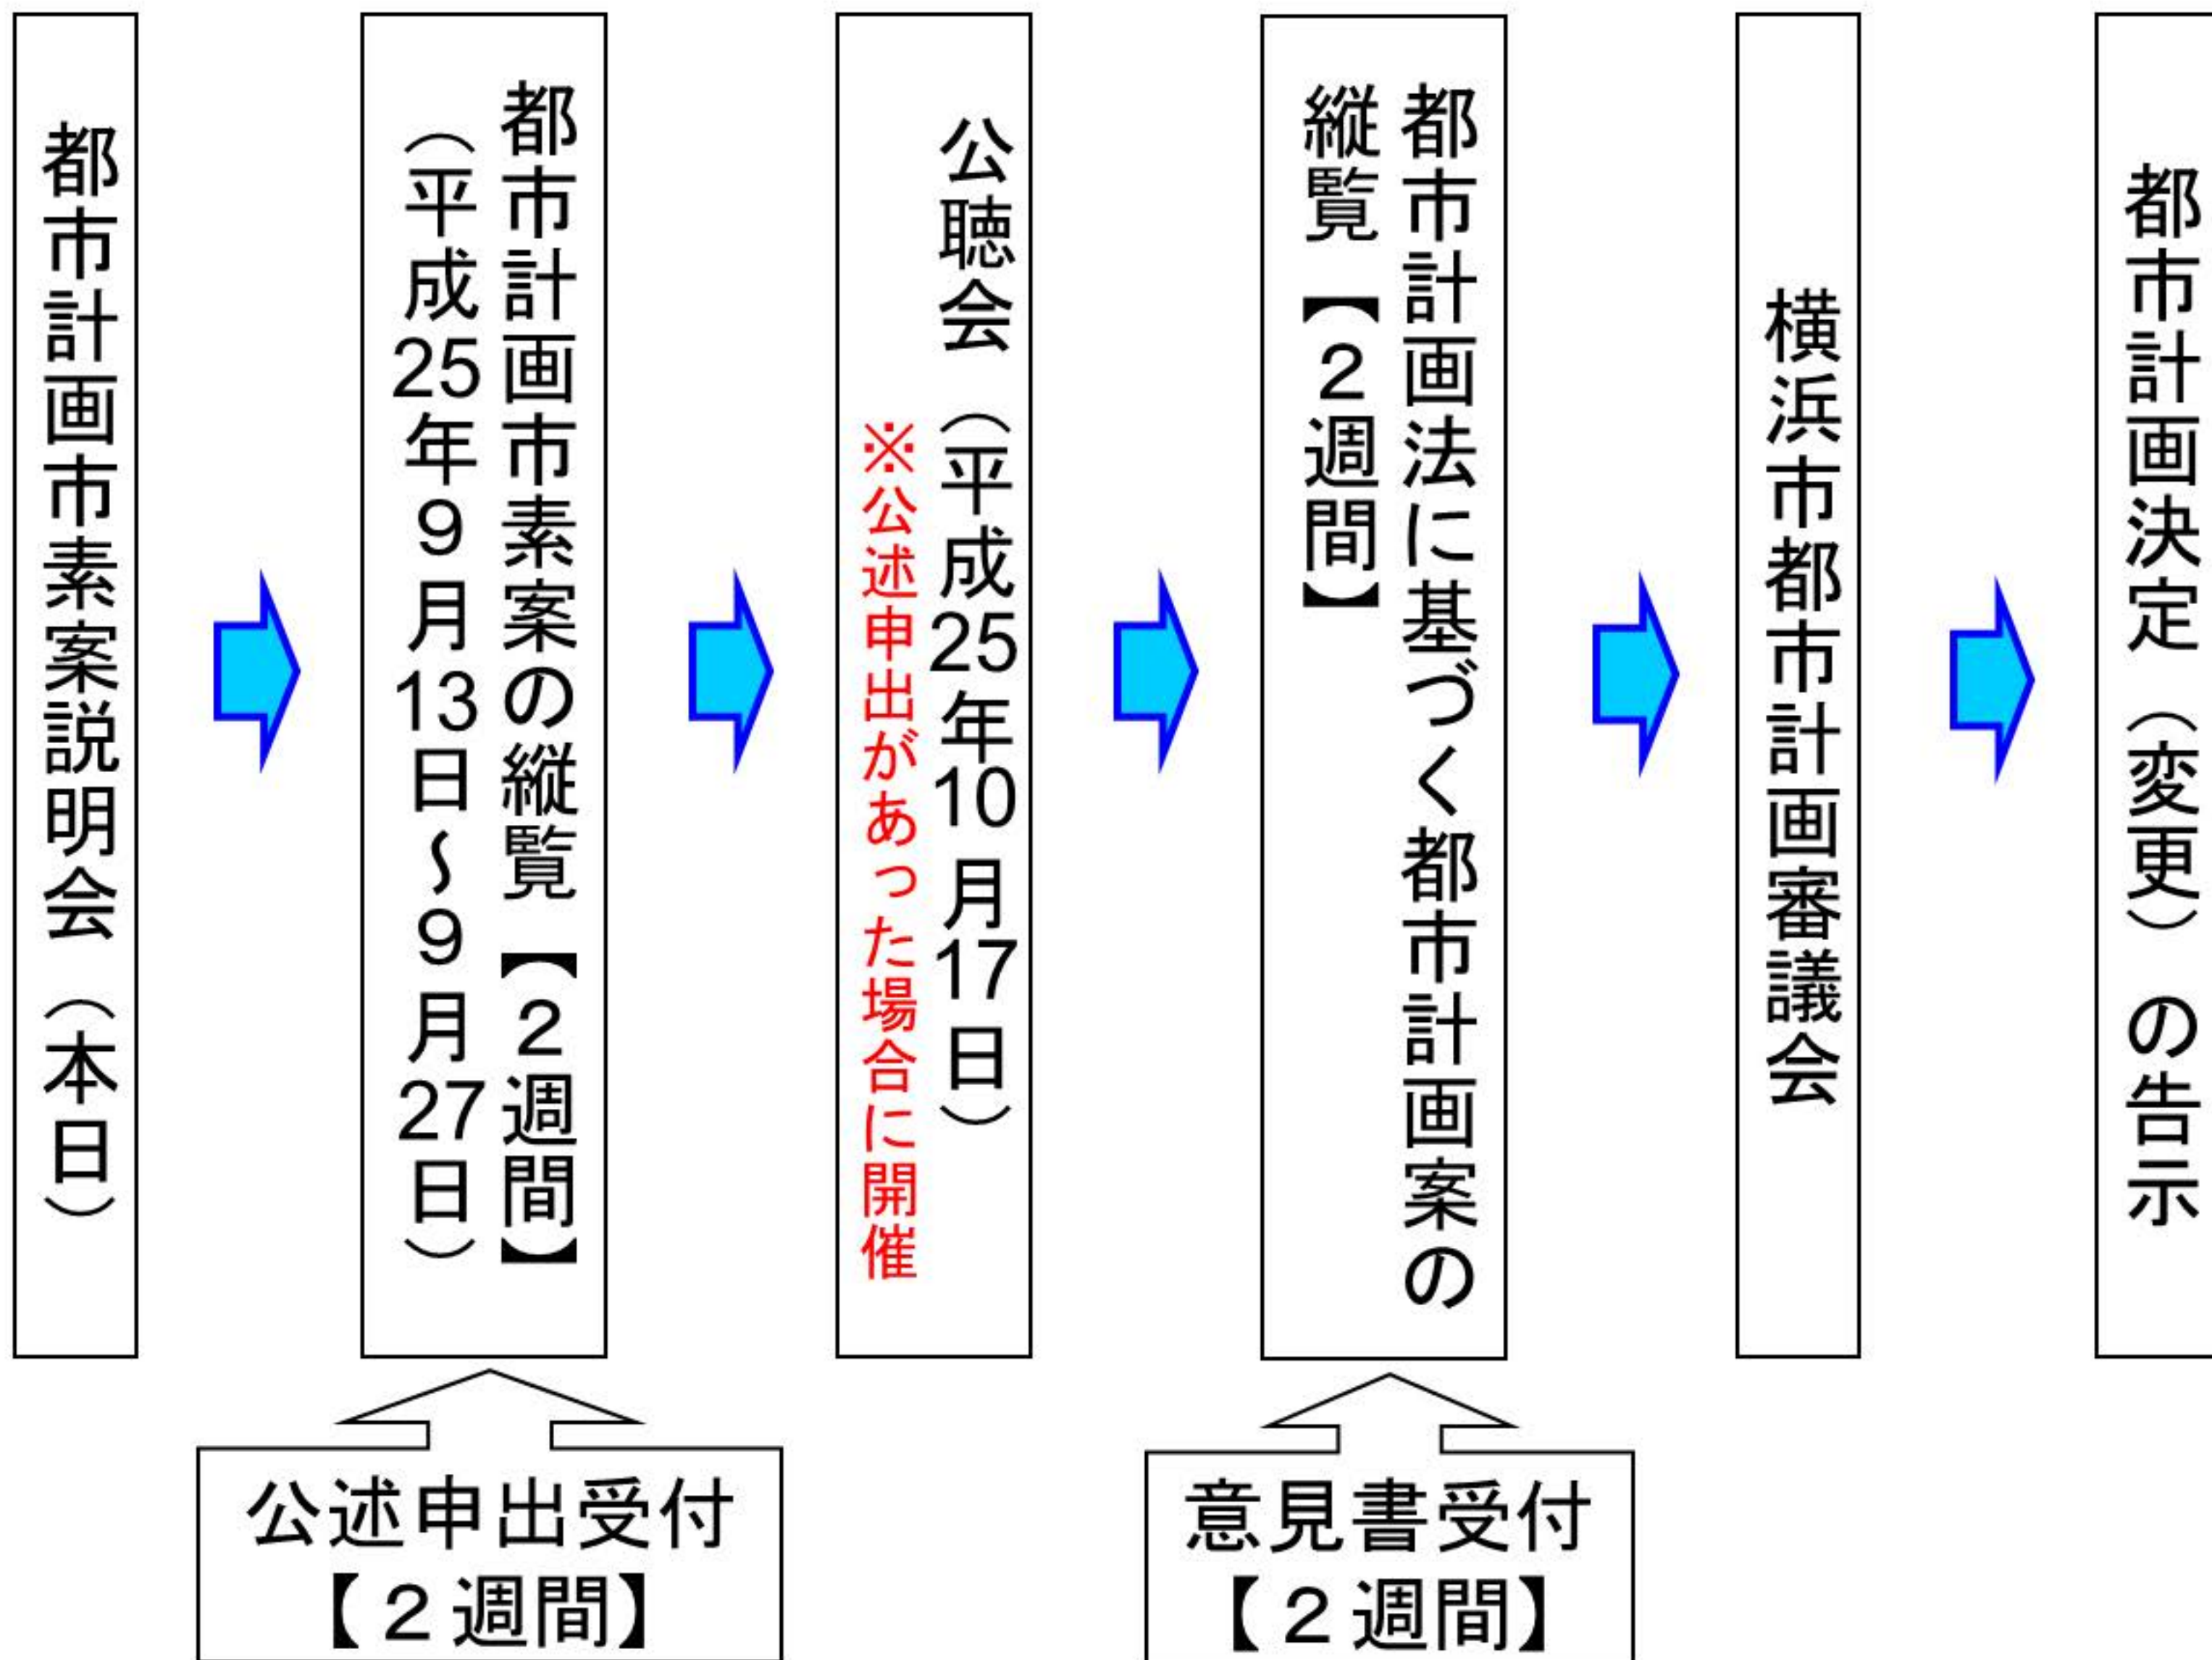 都市計画市素案説明会（本日）
都市計画市素案の縦覧【２週間】
（平成25年９月13日～９月27日）
公聴会（平成25年10月17日）
※公述申出があった場合に開催
都市計画法に基づく都市計画案の
縦覧【２週間】
横浜市都市計画審議会
都市計画決定（変更）の告示
公述申出受付
【２週間】
意見書受付
【２週間】